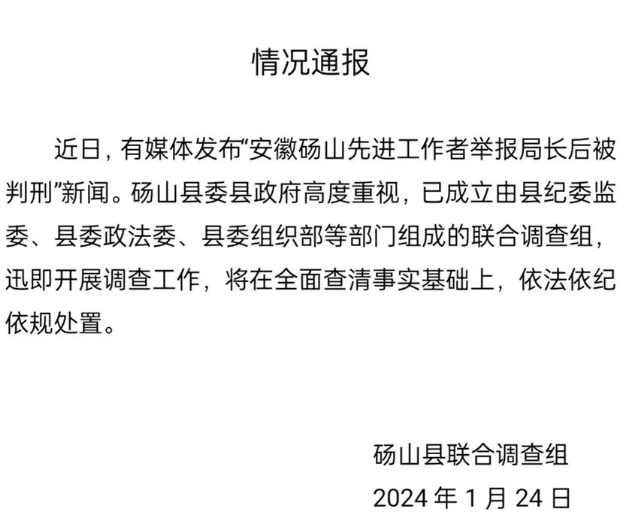 情况通报
近日，有媒体发布“安徽砀山先进工作者举报局长后被
判刑”新闻。砀山县委县政府高度重视，已成立由县纪委监
委、县委政法委、县委组织部等部门组成的联合调查组，
迅即开展调查工作，将在全面查清事实基础上，依法依纪
依规处置。
砀山县联合调查组
2024 年 1 月 24 日